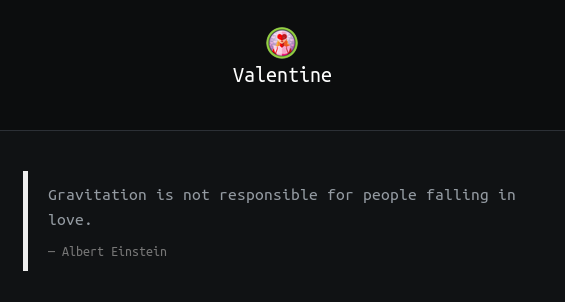 Valentine
Gravitation is not responsible for people falling in
love.
— Albert Einstein